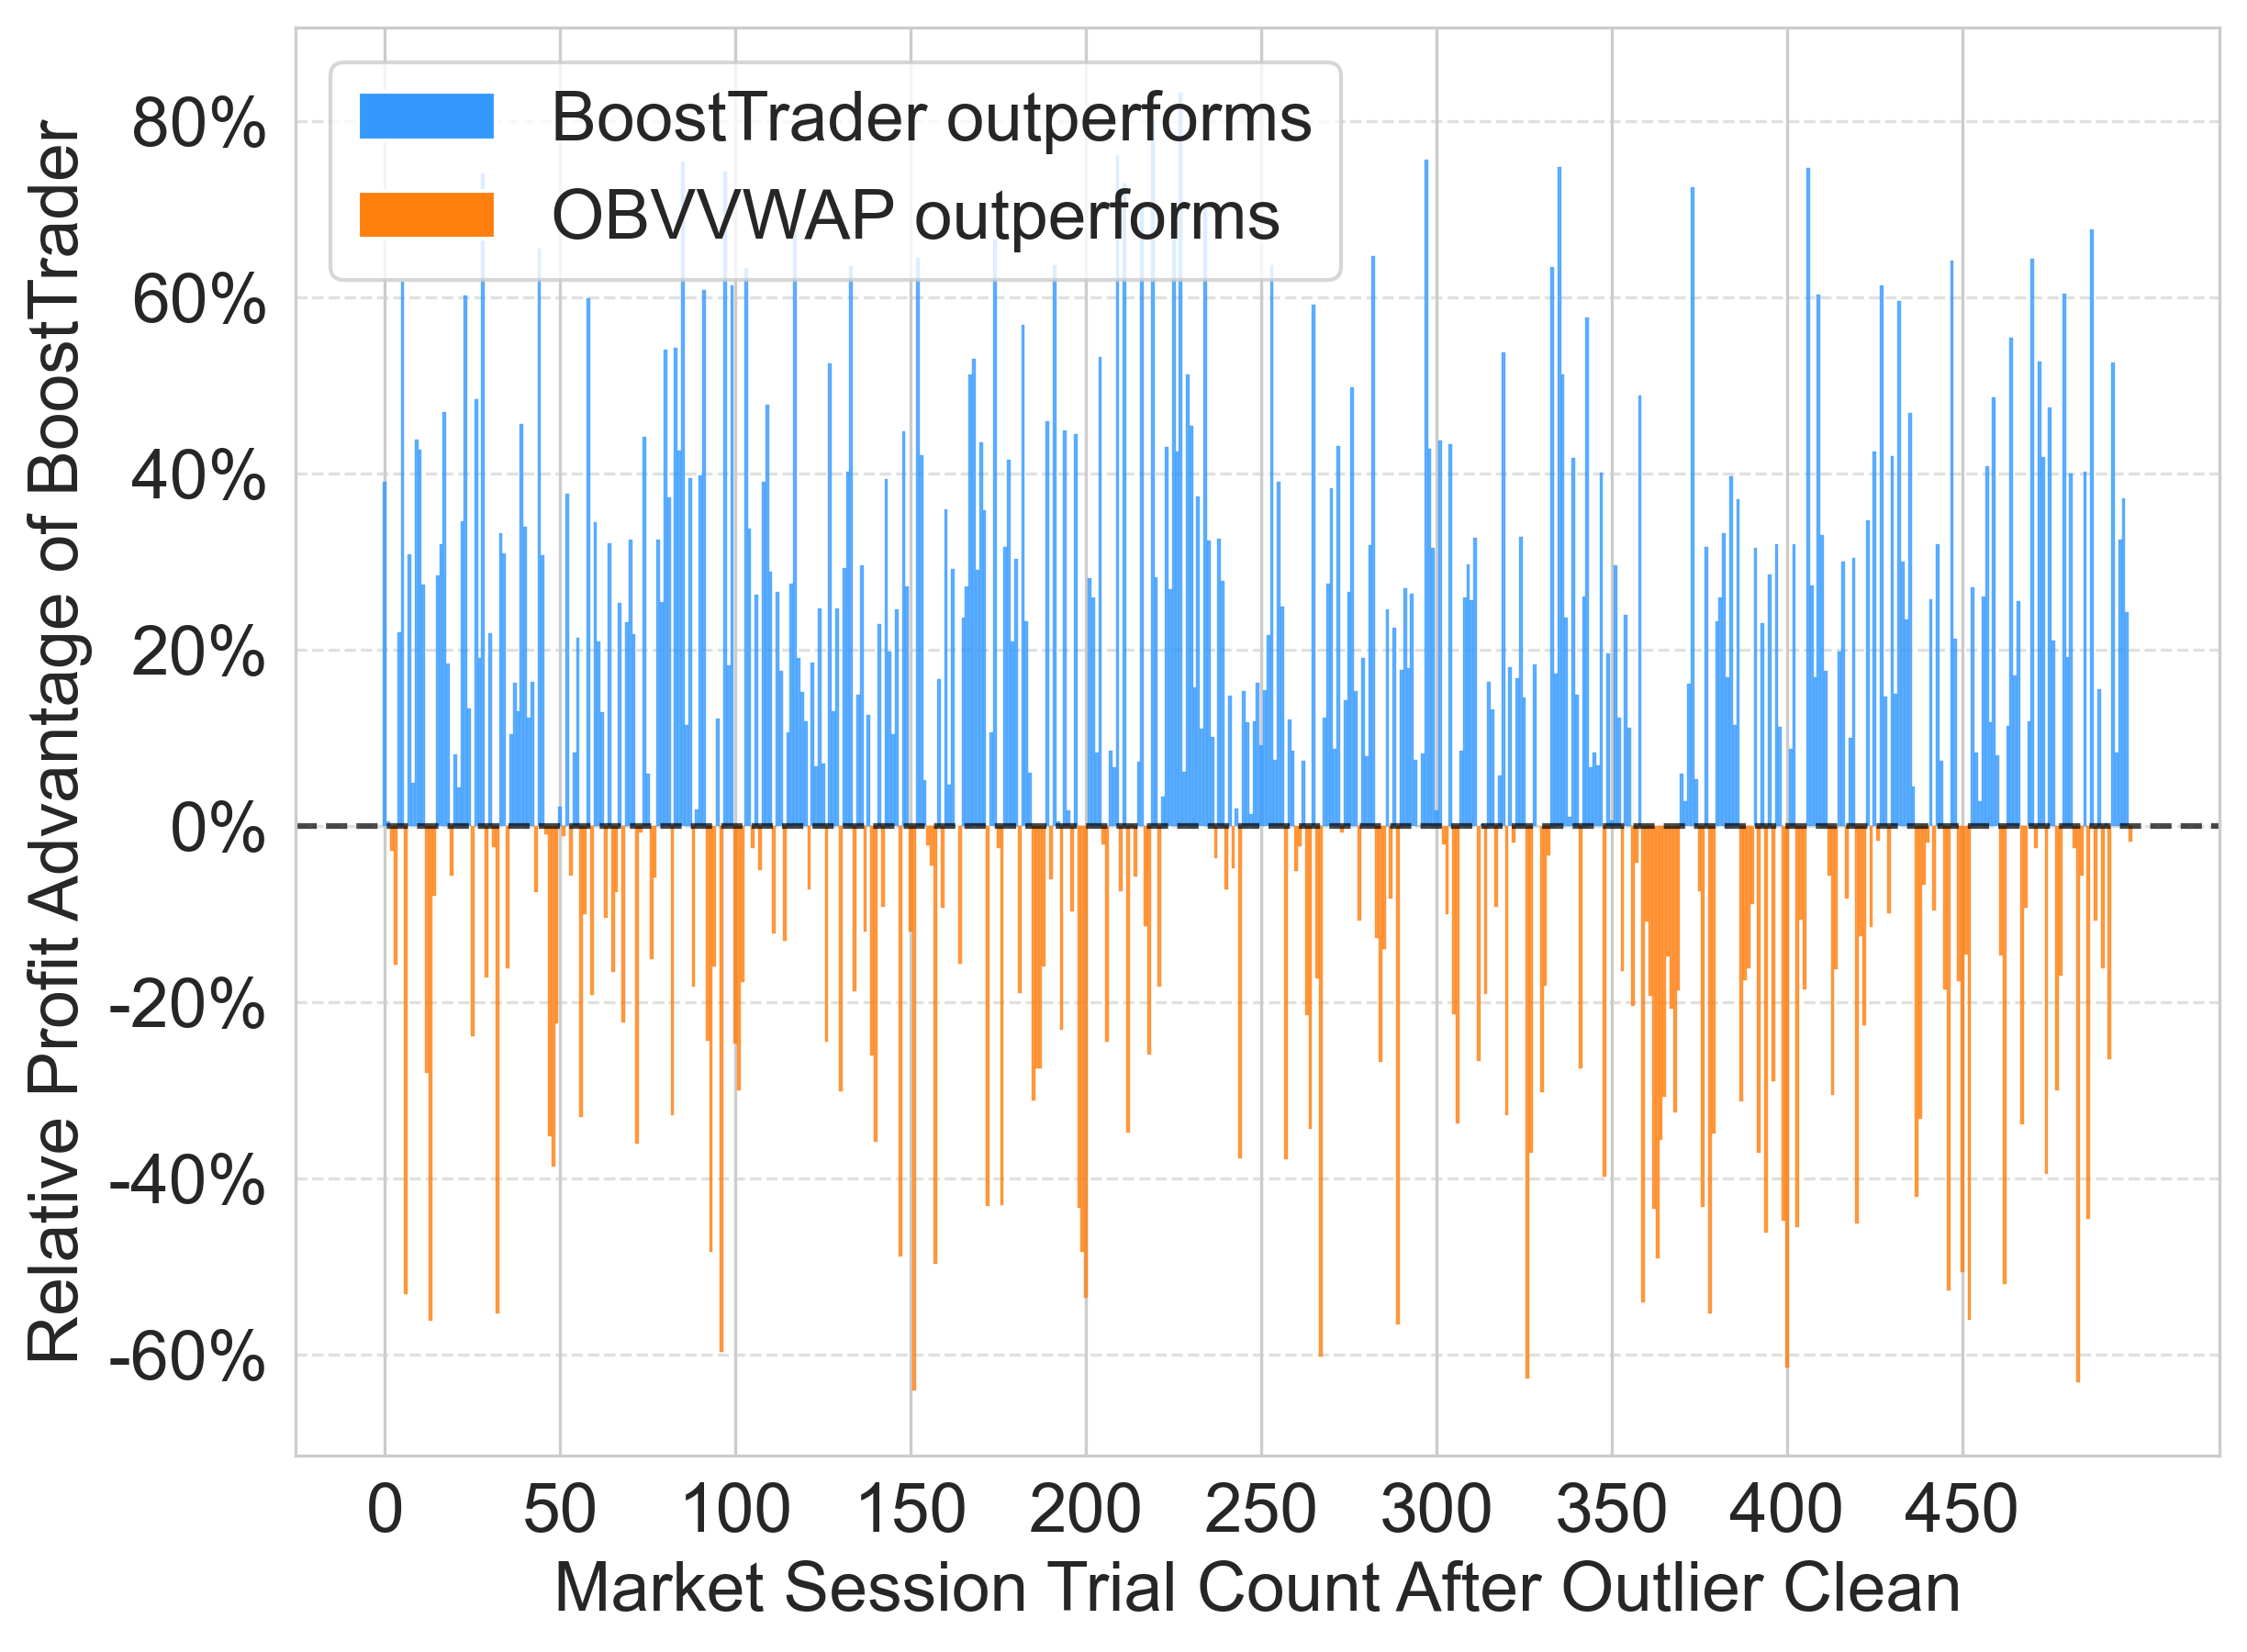 BoostTrader outperforms
OBVVWAP outperforms
Relative Profit Advantage of BoostTrader
80%
60%
40%
20%
0%
-20%
-40%
-60%
0 50 100 150 200 250 300 350 400 450
Market Session Trial Count After Outlier Clean